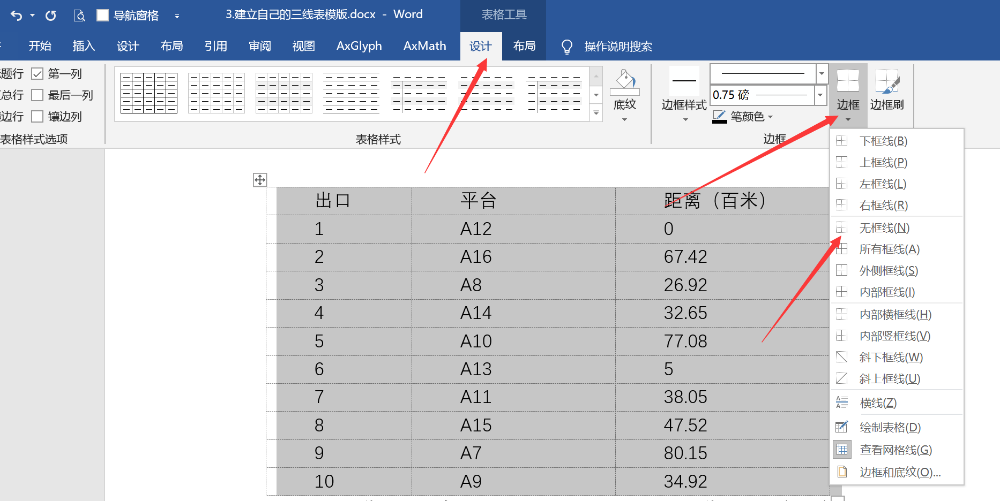 导航窗格
3.建立自己的三线表模版.docx - Word
表格工具
开始 插入 设计 布局 引用 审阅 视图 AxGlyph AxMath 设计 布局 操作说明搜索
题行 第一列
总行 最后一列
边行 镶边列
表格样式选项
表格样式
底纹
边框样式
0.75 磅
笔颜色
边框
边框刷
边框
下框线(B)
上框线(P)
左框线(L)
右框线(R)
无框线(N)
所有框线(A)
外侧框线(S)
内部框线(I)
内部横框线(H)
内部竖框线(V)
斜下框线(W)
斜上框线(U)
横线(Z)
绘制表格(D)
查看网格线(G)
边框和底纹(O)...
出口 平台 距离（百米）
1 A12 0
2 A16 67.42
3 A8 26.92
4 A14 32.65
5 A10 77.08
6 A13 5
7 A11 38.05
8 A15 47.52
9 A7 80.15
10 A9 34.92